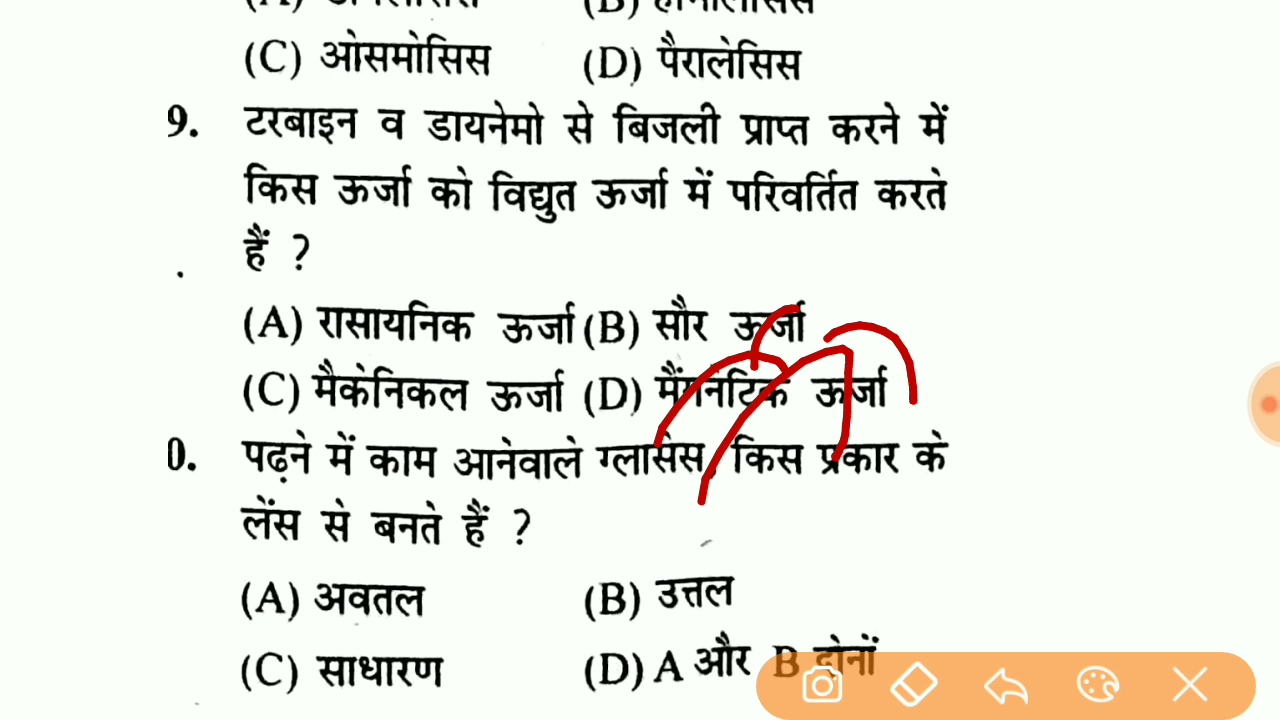 (C) ओसमोसिस (D) पैरालेसिस
9. टरबाइन व डायनेमो से बिजली प्राप्त करने में
किस ऊर्जा को विद्युत ऊर्जा में परिवर्तित करते
हैं ?
(A) रासायनिक ऊर्जा (B) सौर ऊर्जा
(C) मैकेनिकल ऊर्जा (D) मैगनेटिक ऊर्जा
0. पढ़ने में काम आनेवाले ग्लासेस, किस प्रकार के
लेंस से बनते हैं ?
(A) अवतल (B) उत्तल
(C) साधारण (D) A और B दोनों